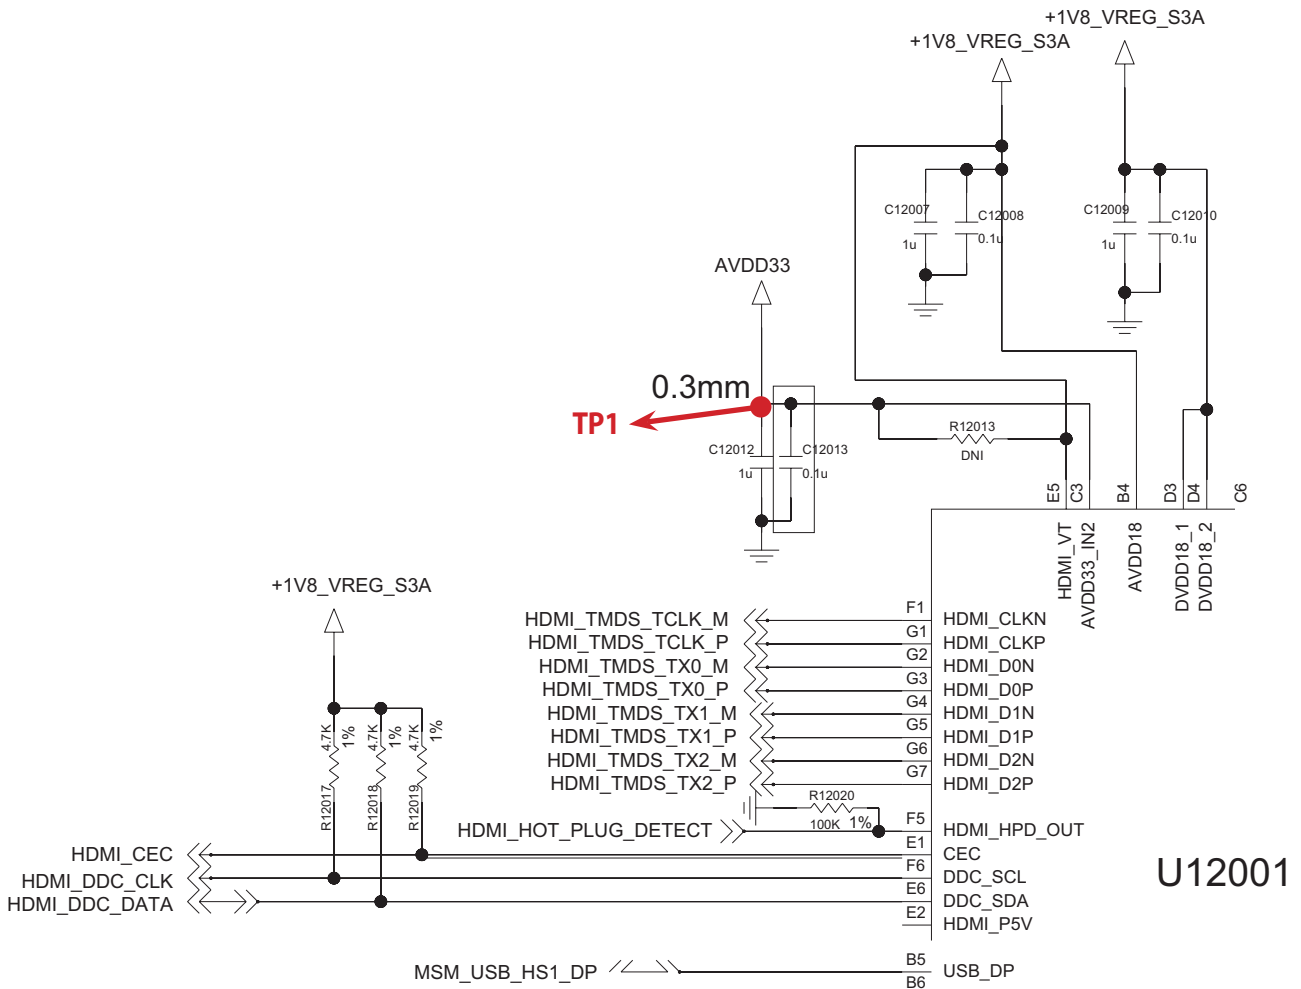 +1V8_VREG_S3A
+1V8_VREG_S3A
C12007
1u
C12008
0.1u
C12009
1u
C12010
0.1u
AVDD33
0.3mm
TP1
C12012
1u
C12013
0.1u
R12013
DNI
E5
C3
B4
D3
D4
C6
HDMI_VT
AVDD33_IN2
AVDD18
DVDD18_1
DVDD18_2
+1V8_VREG_S3A
4.7K
1%
4.7K
1%
4.7K
1%
R12017
R12018
R12019
HDMI_TMDS_TCLK_M F1 HDMI_CLKN
HDMI_TMDS_TCLK_P G1 HDMI_CLKP
HDMI_TMDS_TX0_M G2 HDMI_D0N
HDMI_TMDS_TX0_P G3 HDMI_D0P
HDMI_TMDS_TX1_M G4 HDMI_D1N
HDMI_TMDS_TX1_P G5 HDMI_D1P
HDMI_TMDS_TX2_M G6 HDMI_D2N
HDMI_TMDS_TX2_P G7 HDMI_D2P
R12020
100K 1%
HDMI_HOT_PLUG_DETECT F5 HDMI_HPD_OUT
HDMI_CEC E1 CEC
HDMI_DDC_CLK F6 DDC_SCL
HDMI_DDC_DATA E6 DDC_SDA
E2 HDMI_P5V
U12001
MSM_USB_HS1_DP B5 USB_DP
B6